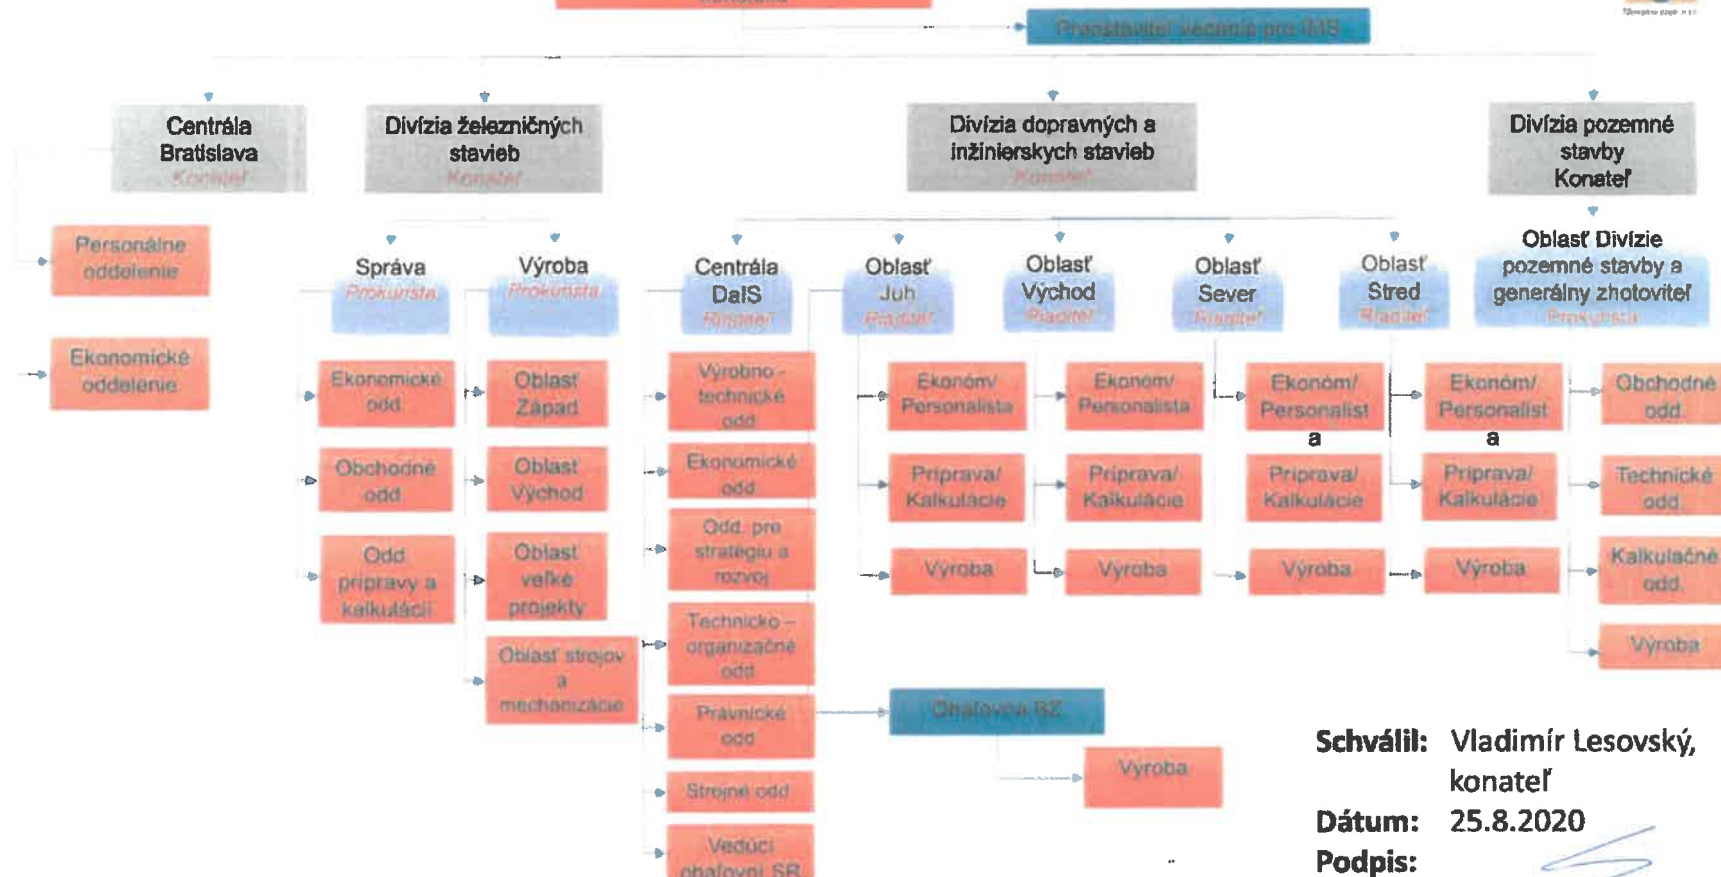 Predstaviteľ vedenia pre IMS
Centrála
Bratislava
Konateľ
Divízia železničných
stavieb
Konateľ
Divízia dopravných a
inžinierskych stavieb
Konateľ
Divízia pozemné
stavby
Konateľ
Personálne
oddelenie
Ekonomické
oddelenie
Správa
Prokurista
Výroba
Prokurista
Centrála
DaIS
Riaditeľ
Oblasť
Juh
Riaditeľ
Oblasť
Východ
Riaditeľ
Oblasť
Sever
Riaditeľ
Oblasť
Stred
Riaditeľ
Oblasť Divízie
pozemné stavby a
generálny zhotoviteľ
Prokurista
Ekonomické
odd.
Obchodné
odd.
Odd.
prípravy a
kalkulácií
Oblasť
Západ
Oblasť
Východ
Oblasť
veľké
projekty
Oblasť strojov
a
mechanizácie
Výrobno -
technické
odd.
Ekonomické
odd.
Odd. pre
stratégiu a
rozvoj
Technicko –
organizačné
odd.
Právnické
odd.
Strojné odd.
Vedúci
obaľovní SR
Ekonóm/
Personalista
Príprava/
Kalkulácie
Výroba
Ekonóm/
Personalista
Príprava/
Kalkulácie
Výroba
Ekonóm/
Personalist
a
Príprava/
Kalkulácie
Výroba
Ekonóm/
Personalist
a
Príprava/
Kalkulácie
Výroba
Obchodné
odd.
Technické
odd.
Kalkulačné
odd.
Výroba
Obaľovňa BZ
Výroba
Schválil: Vladimír Lesovský,
konateľ
Dátum: 25.8.2020
Podpis: